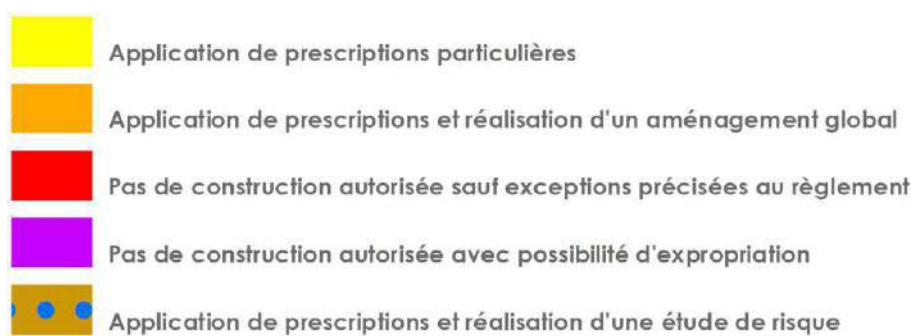 Application de prescriptions particulières
Application de prescriptions et réalisation d'un aménagement global
Pas de construction autorisée sauf exceptions précisées au règlement
Pas de construction autorisée avec possibilité d'expropriation
Application de prescriptions et réalisation d'une étude de risque